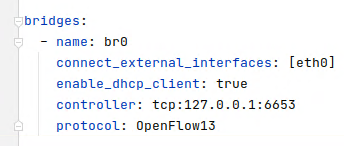 bridges:
  - name: br0
    connect_external_interfaces: [eth0]
    enable_dhcp_client: true
    controller: tcp:127.0.0.1:6653
    protocol: OpenFlow13